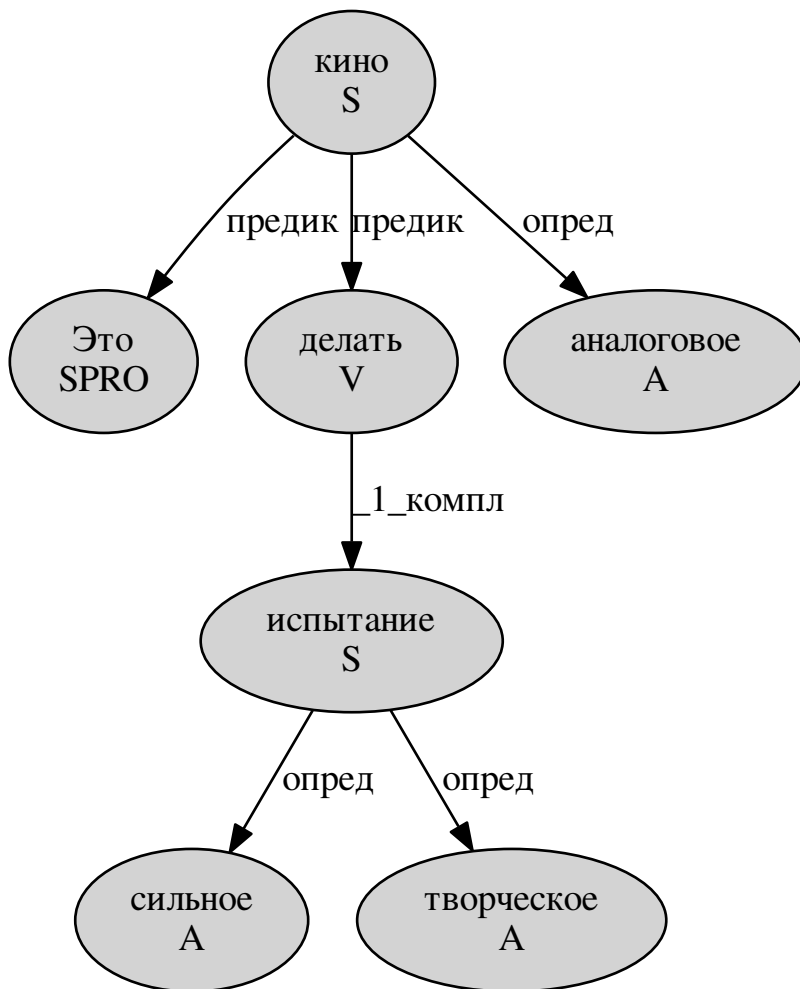 кино
S
предик
предик
опред
Это
SPRO
делать
V
аналоговое
A
_1_компл
испытание
S
опред
опред
сильное
A
творческое
A